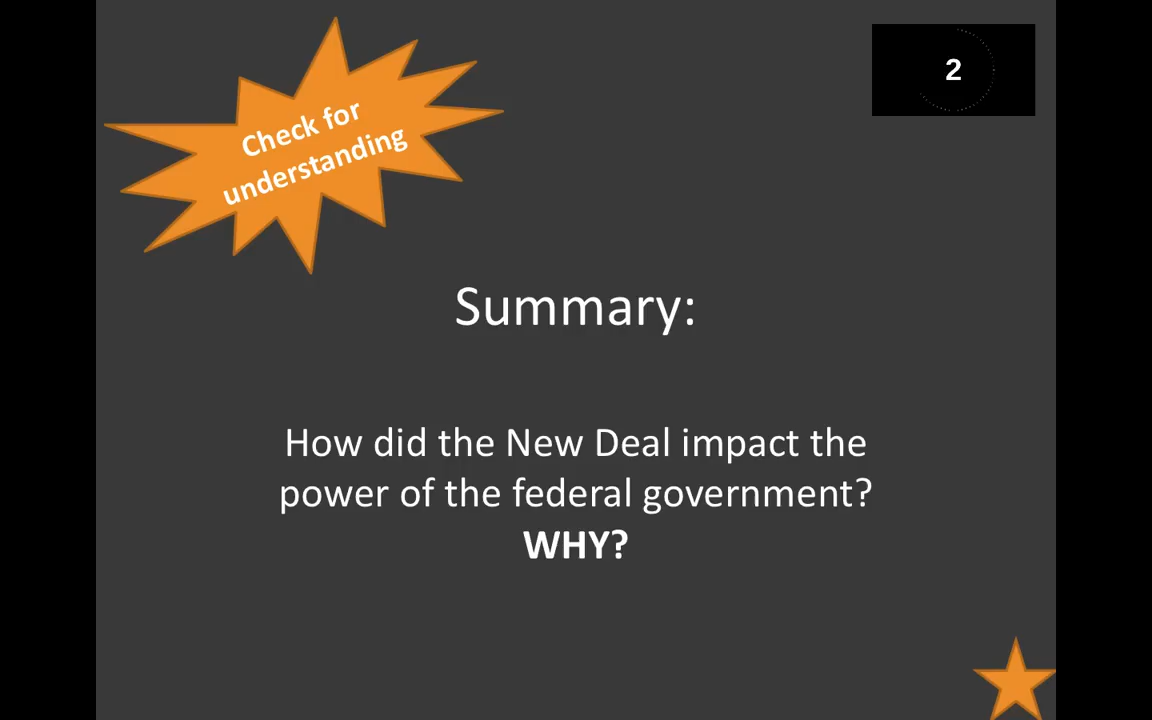 Check for
understanding
2
Summary:
How did the New Deal impact the
power of the federal government?
WHY?